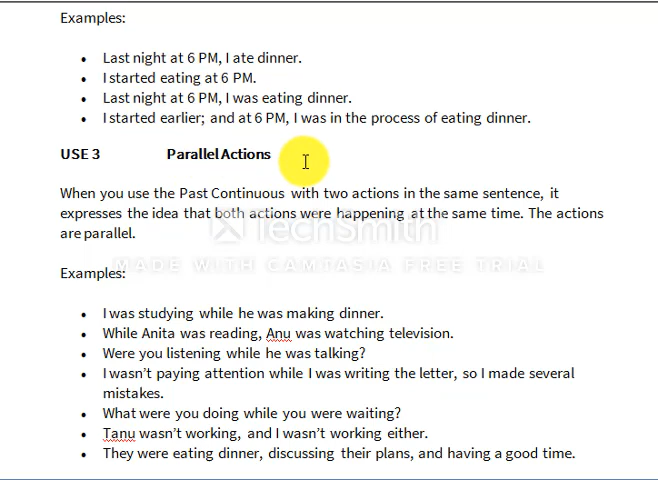 Examples:
• Last night at 6 PM, I ate dinner.
• I started eating at 6 PM.
• Last night at 6 PM, I was eating dinner.
• I started earlier; and at 6 PM, I was in the process of eating dinner.
USE 3 Parallel Actions
When you use the Past Continuous with two actions in the same sentence, it
expresses the idea that both actions were happening at the same time. The actions
are parallel.
TechSmith
MADE WITH CAMTASIA FREE TRIAL
Examples:
• I was studying while he was making dinner.
• While Anita was reading, Anu was watching television.
• Were you listening while he was talking?
• I wasn’t paying attention while I was writing the letter, so I made several
mistakes.
• What were you doing while you were waiting?
• Tanu wasn’t working, and I wasn’t working either.
• They were eating dinner, discussing their plans, and having a good time.